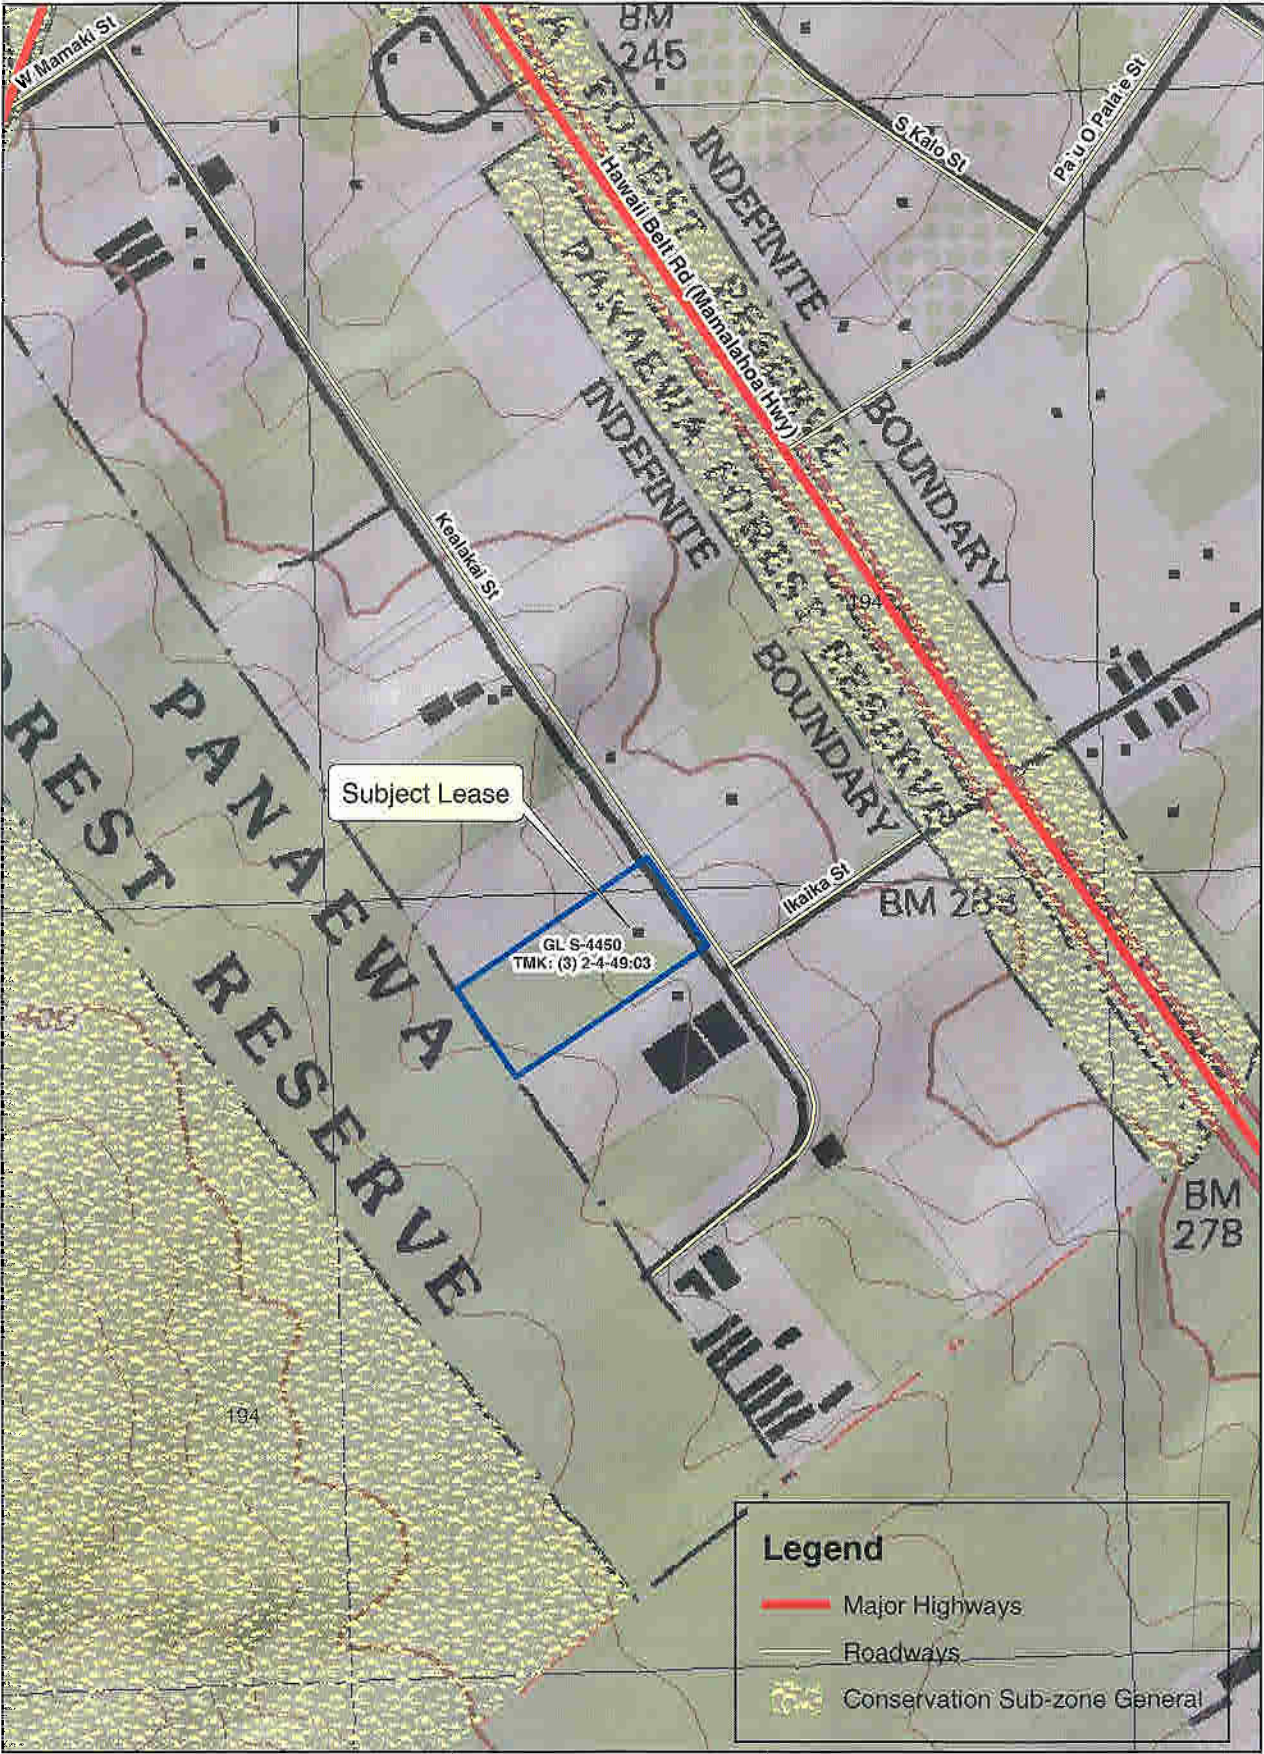 W Mamaki St
BM
245
FOREST RESERVE
INDEFINITE
BOUNDARY
S Kalo St
Pa`u O Pala`e St
Hawaii Belt Rd (Mamalahoa Hwy)
PANAEWA FOREST RESERVE
INDEFINITE
BOUNDARY
Kealakai St
194
PANAEWA
REST RESERVE
Subject Lease
GL S-4450
TMK: (3) 2-4-49:03
Ikaika St
BM
BM
278
194
Legend
Major Highways
Roadways
Conservation Sub-zone General